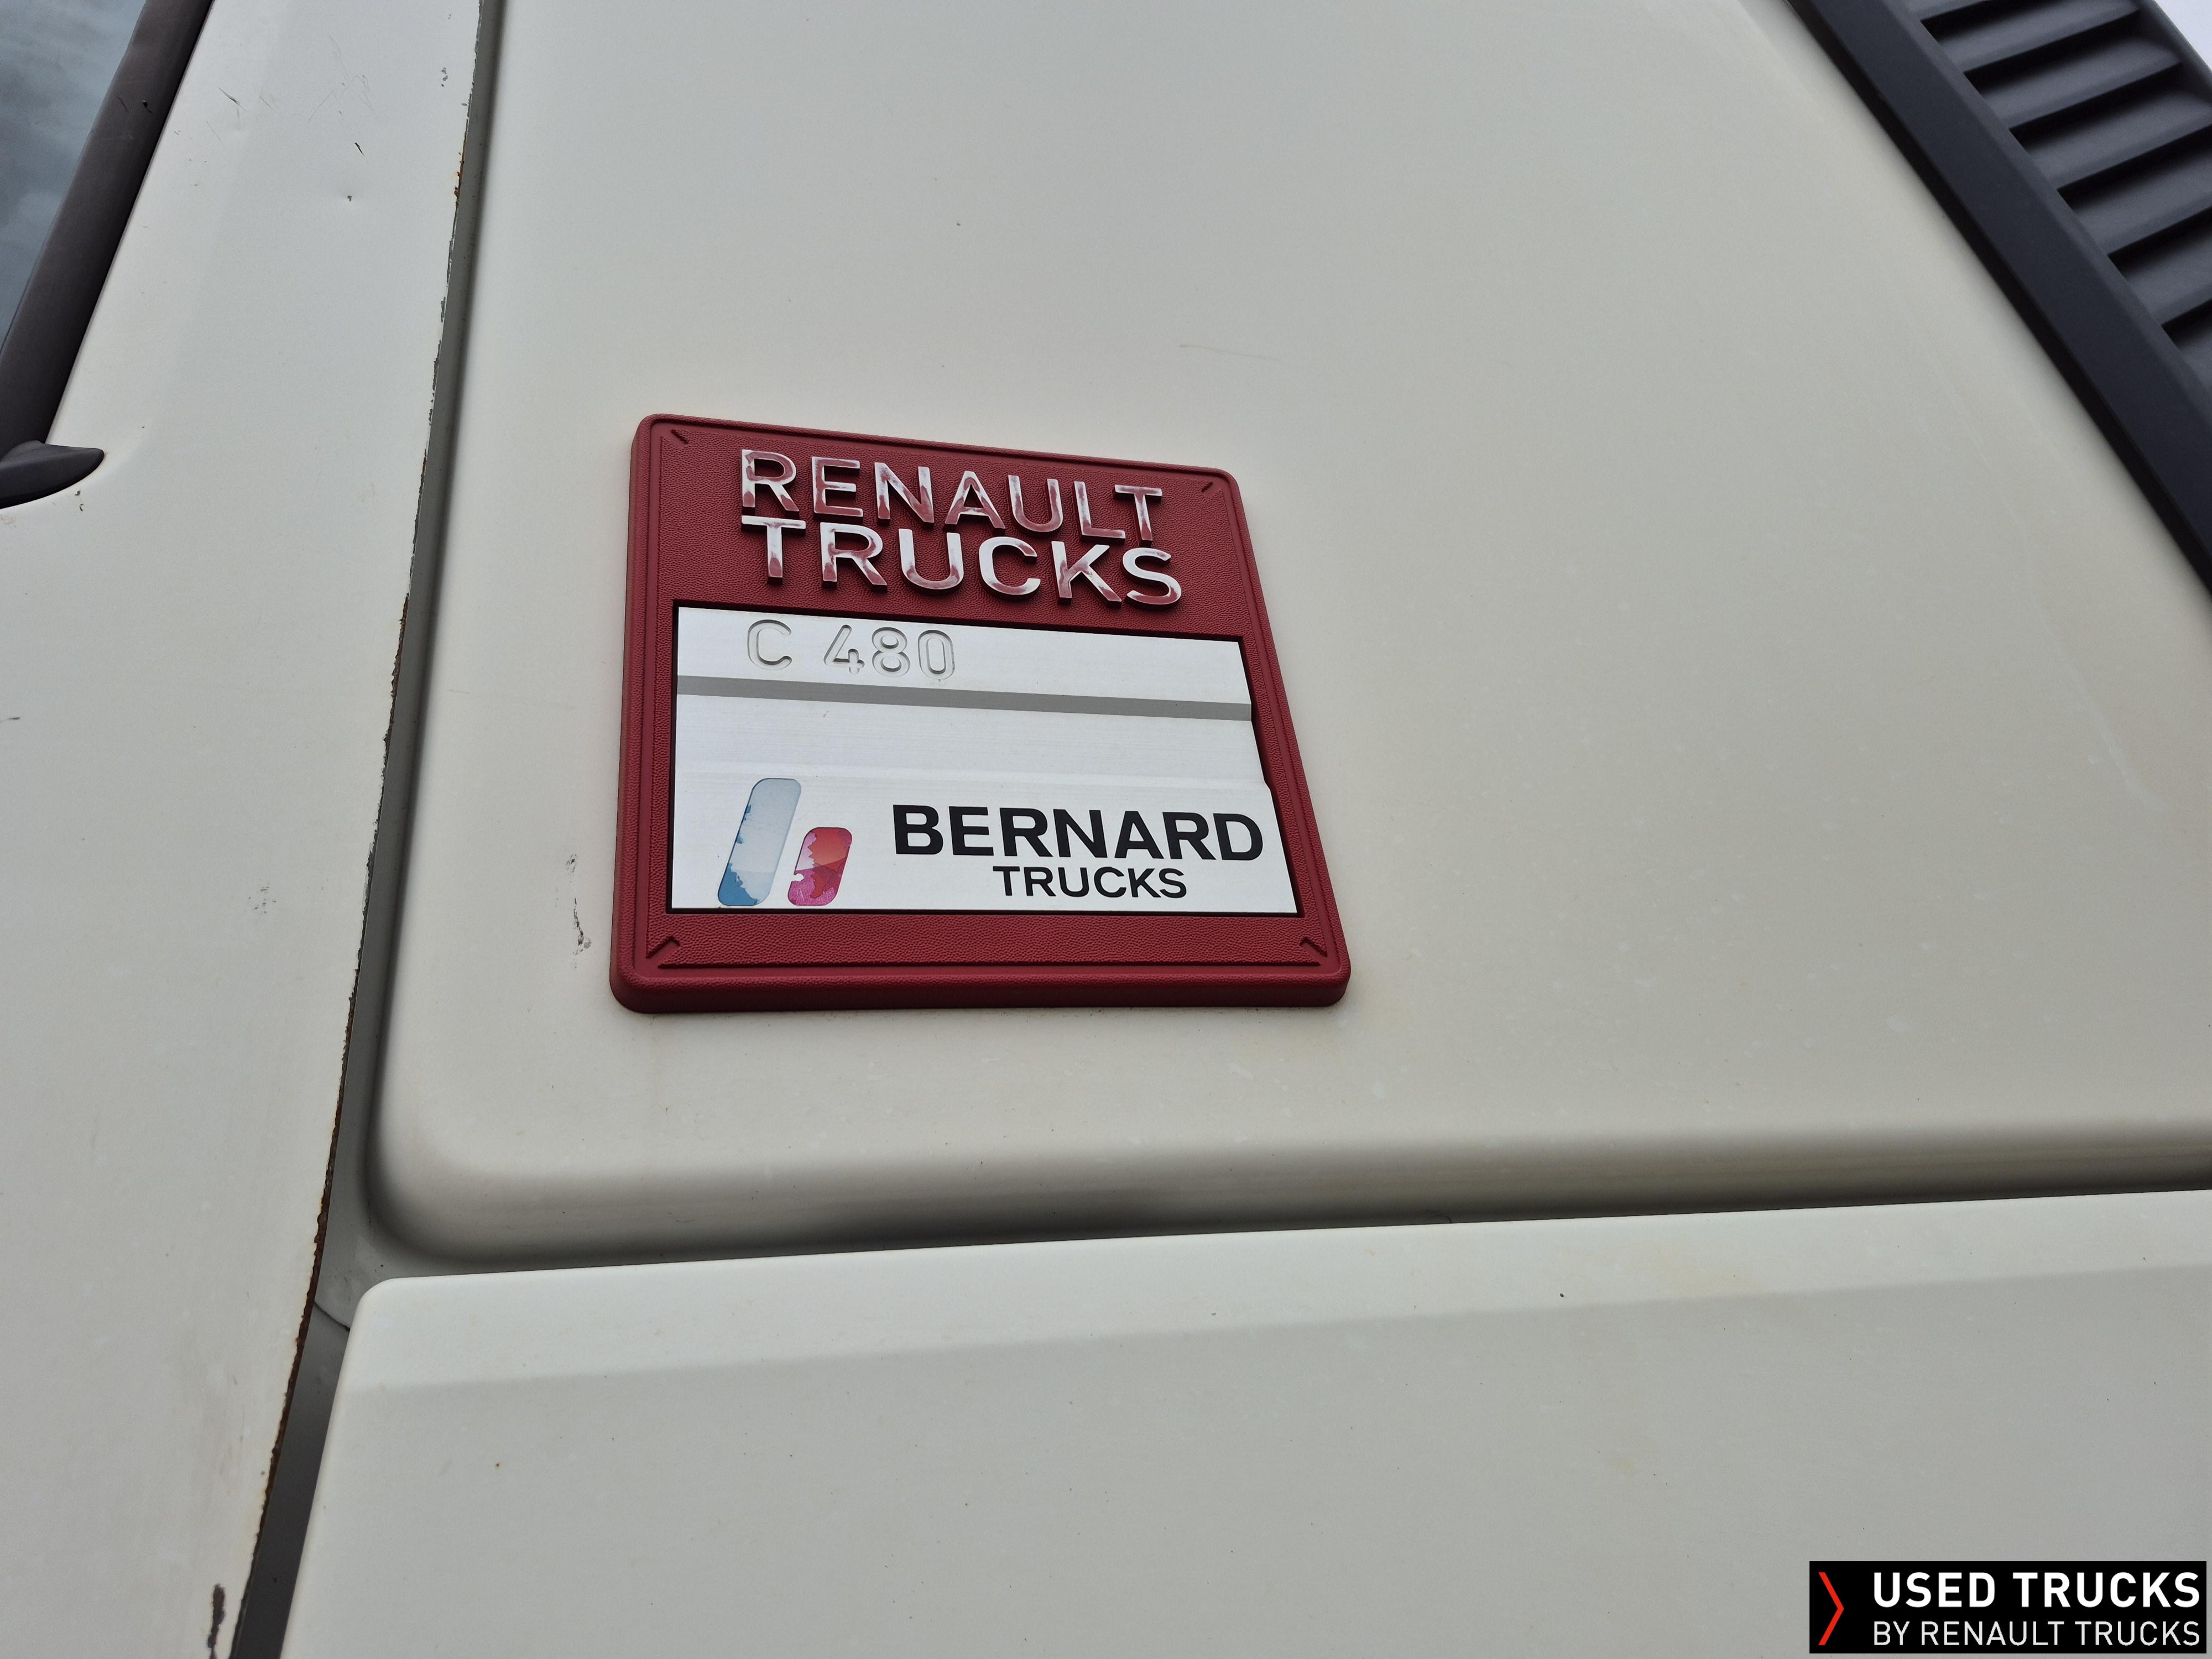 RENAULT
TRUCKS
C 480
BERNARD
TRUCKS
USED TRUCKS
BY RENAULT TRUCKS